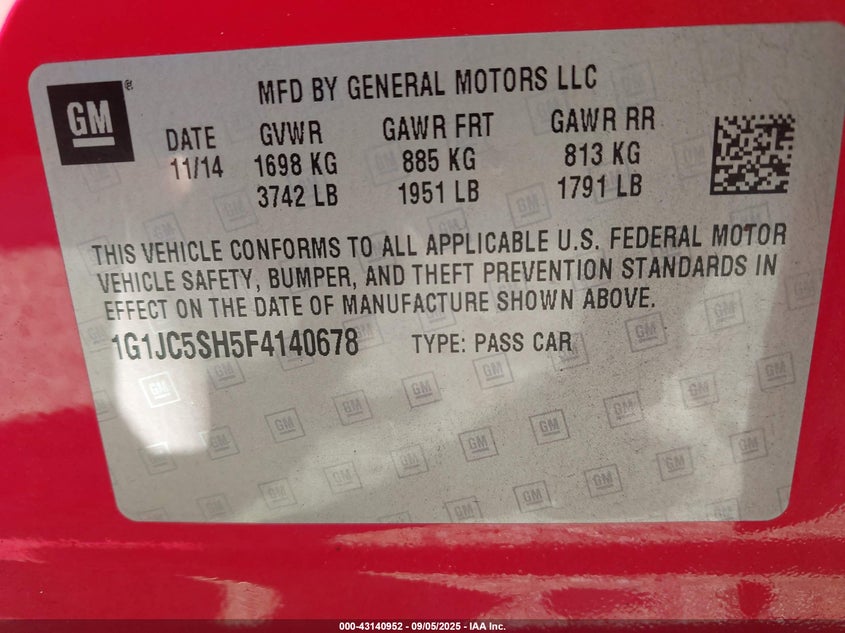 GM
MFD BY GENERAL MOTORS LLC
DATE GVWR GAWR FRT GAWR RR
11/14 1698 KG 885 KG 813 KG
3742 LB 1951 LB 1791 LB
THIS VEHICLE CONFORMS TO ALL APPLICABLE U.S. FEDERAL MOTOR
VEHICLE SAFETY, BUMPER, AND THEFT PREVENTION STANDARDS IN
EFFECT ON THE DATE OF MANUFACTURE SHOWN ABOVE.
1G1JC5SH5F4140678 TYPE: PASS CAR
000-43140952 - 09/05/2025 - IAA Inc.